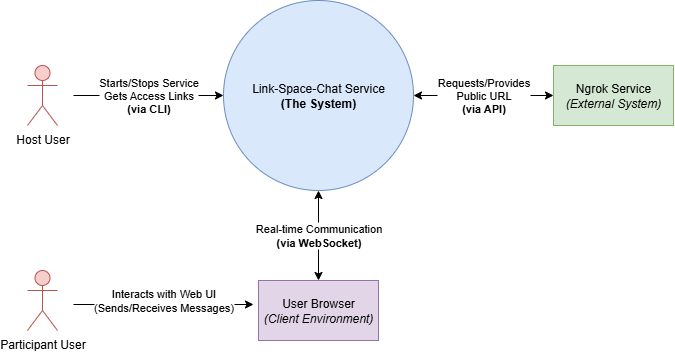 Starts/Stops Service
Gets Access Links
(via CLI)
Host User
Link-Space-Chat Service
(The System)
Requests/Provides
Public URL
(via API)
Ngrok Service
(External System)
Real-time Communication
(via WebSocket)
Interacts with Web UI
(Sends/Receives Messages)
Participant User
User Browser
(Client Environment)